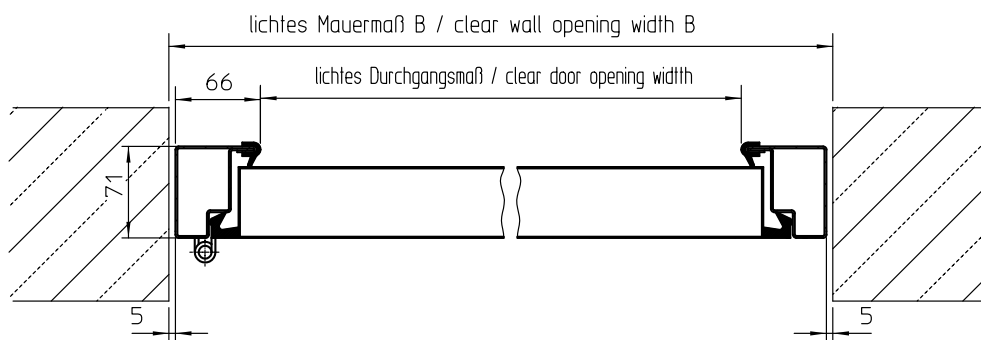 lichtes Mauermaß B / clear wall opening width B
lichtes Durchgangsmaß / clear door opening widtth
66
71
5
5